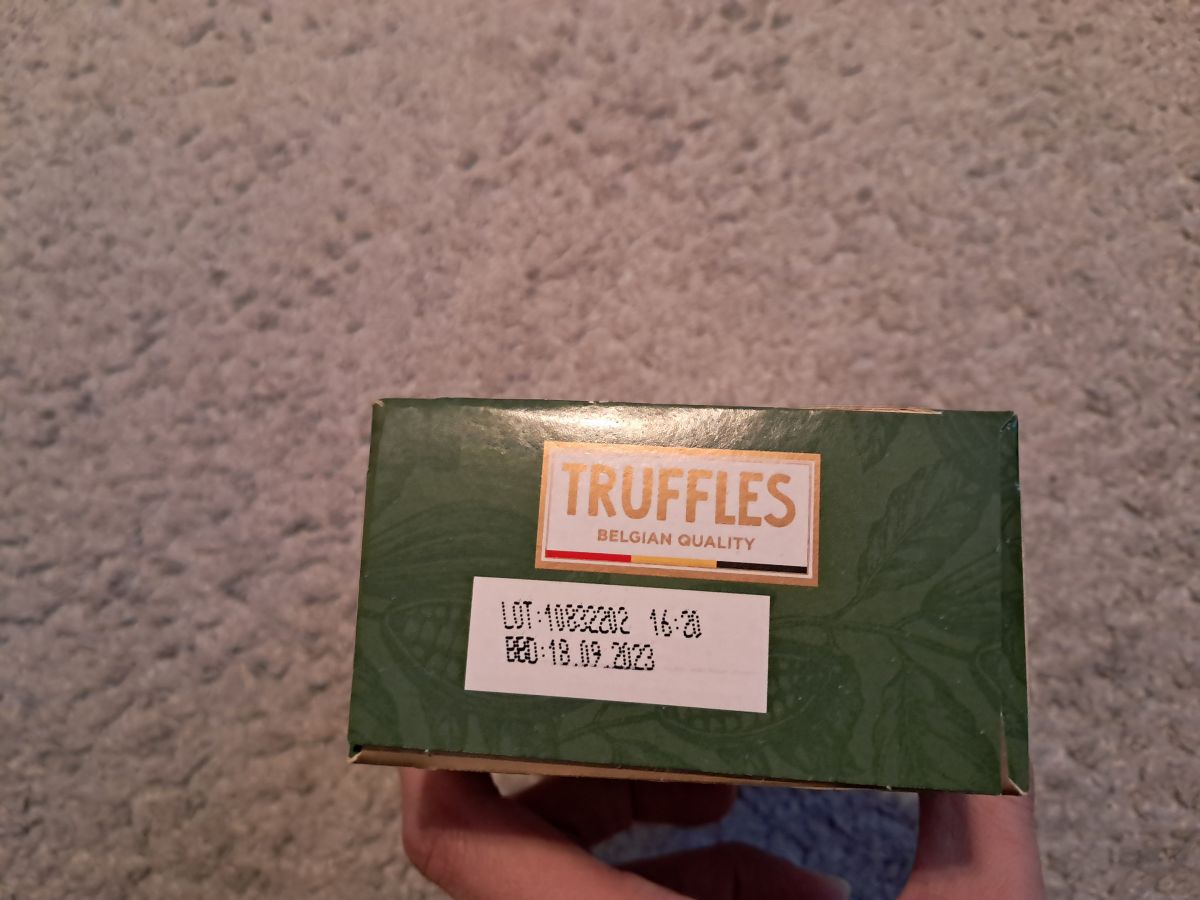 TRUFFLES
BELGIAN QUALITY
LOT:10832202 16:20
BBD:18.09.2023